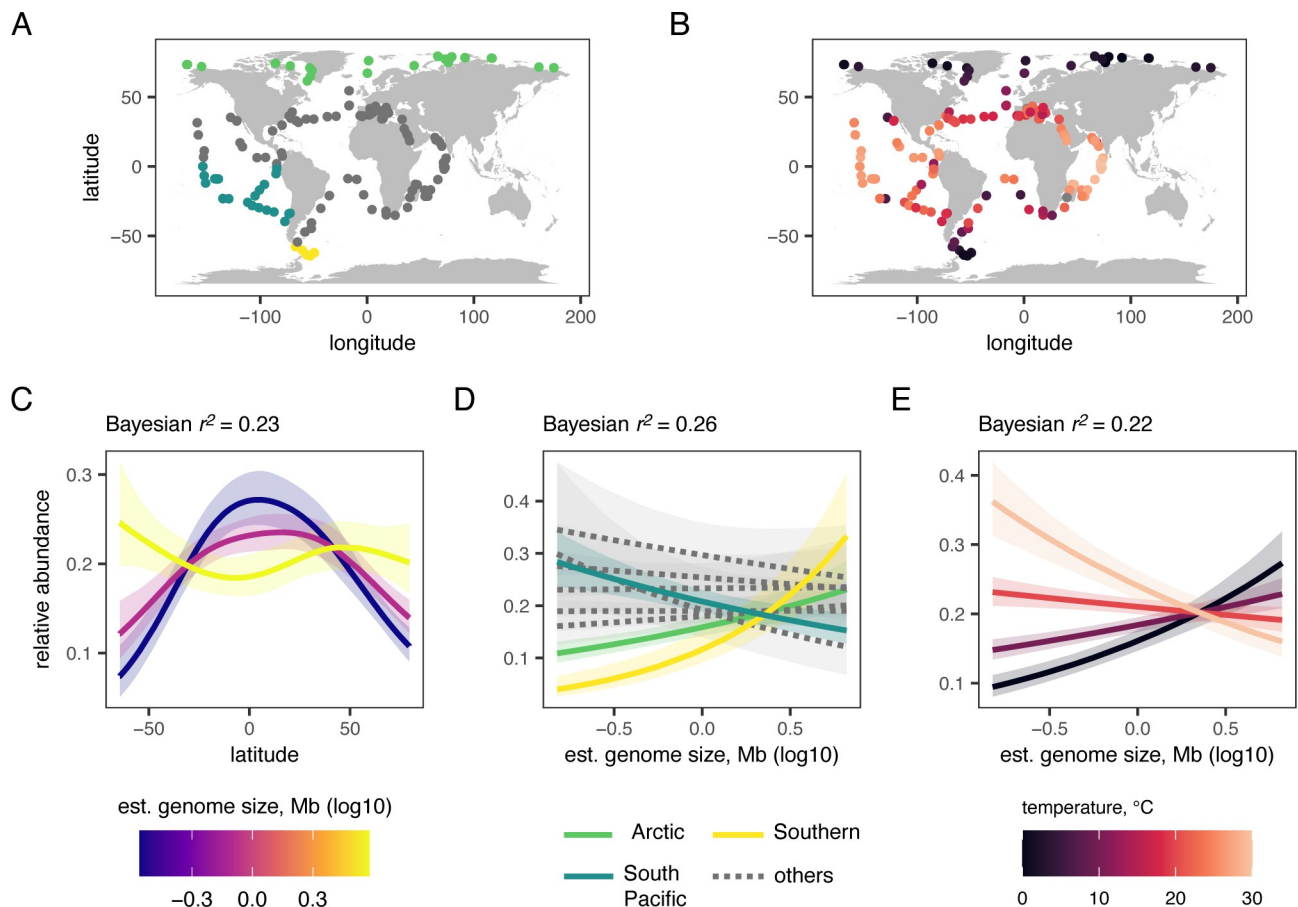 A
B
latitude
50
0
−50
−100
0
100
200
longitude
−100
0
100
200
longitude
50
0
−50
C
D
E
Bayesian r² = 0.23
Bayesian r² = 0.26
Bayesian r² = 0.22
relative abundance
0.3
0.2
0.1
−50
0
50
latitude
0.4
0.3
0.2
0.1
−0.5
0.0
0.5
est. genome size, Mb (log10)
0.4
0.3
0.2
0.1
−0.5
0.0
0.5
est. genome size, Mb (log10)
est. genome size, Mb (log10)
−0.3
0.0
0.3
Arctic
Southern
South
Pacific
others
temperature, °C
0
10
20
30